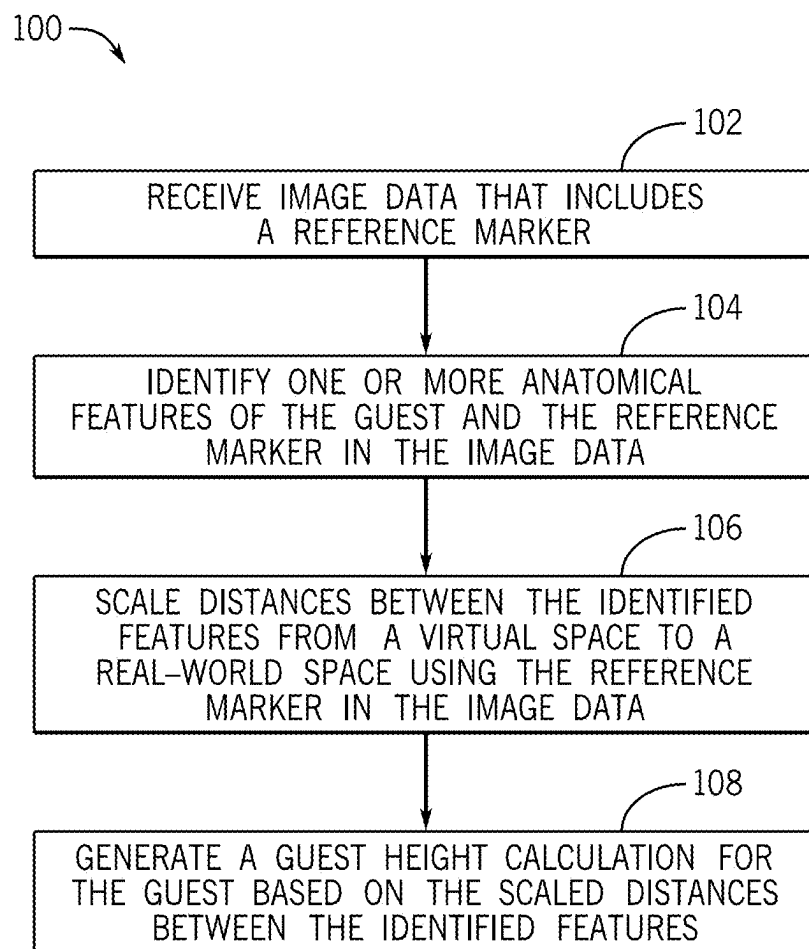 100
102
RECEIVE IMAGE DATA THAT INCLUDES
A REFERENCE MARKER
104
IDENTIFY ONE OR MORE ANATOMICAL
FEATURES OF THE GUEST AND THE REFERENCE
MARKER IN THE IMAGE DATA
106
SCALE DISTANCES BETWEEN THE IDENTIFIED
FEATURES FROM A VIRTUAL SPACE TO A
REAL-WORLD SPACE USING THE REFERENCE
MARKER IN THE IMAGE DATA
108
GENERATE A GUEST HEIGHT CALCULATION FOR
THE GUEST BASED ON THE SCALED DISTANCES
BETWEEN THE IDENTIFIED FEATURES